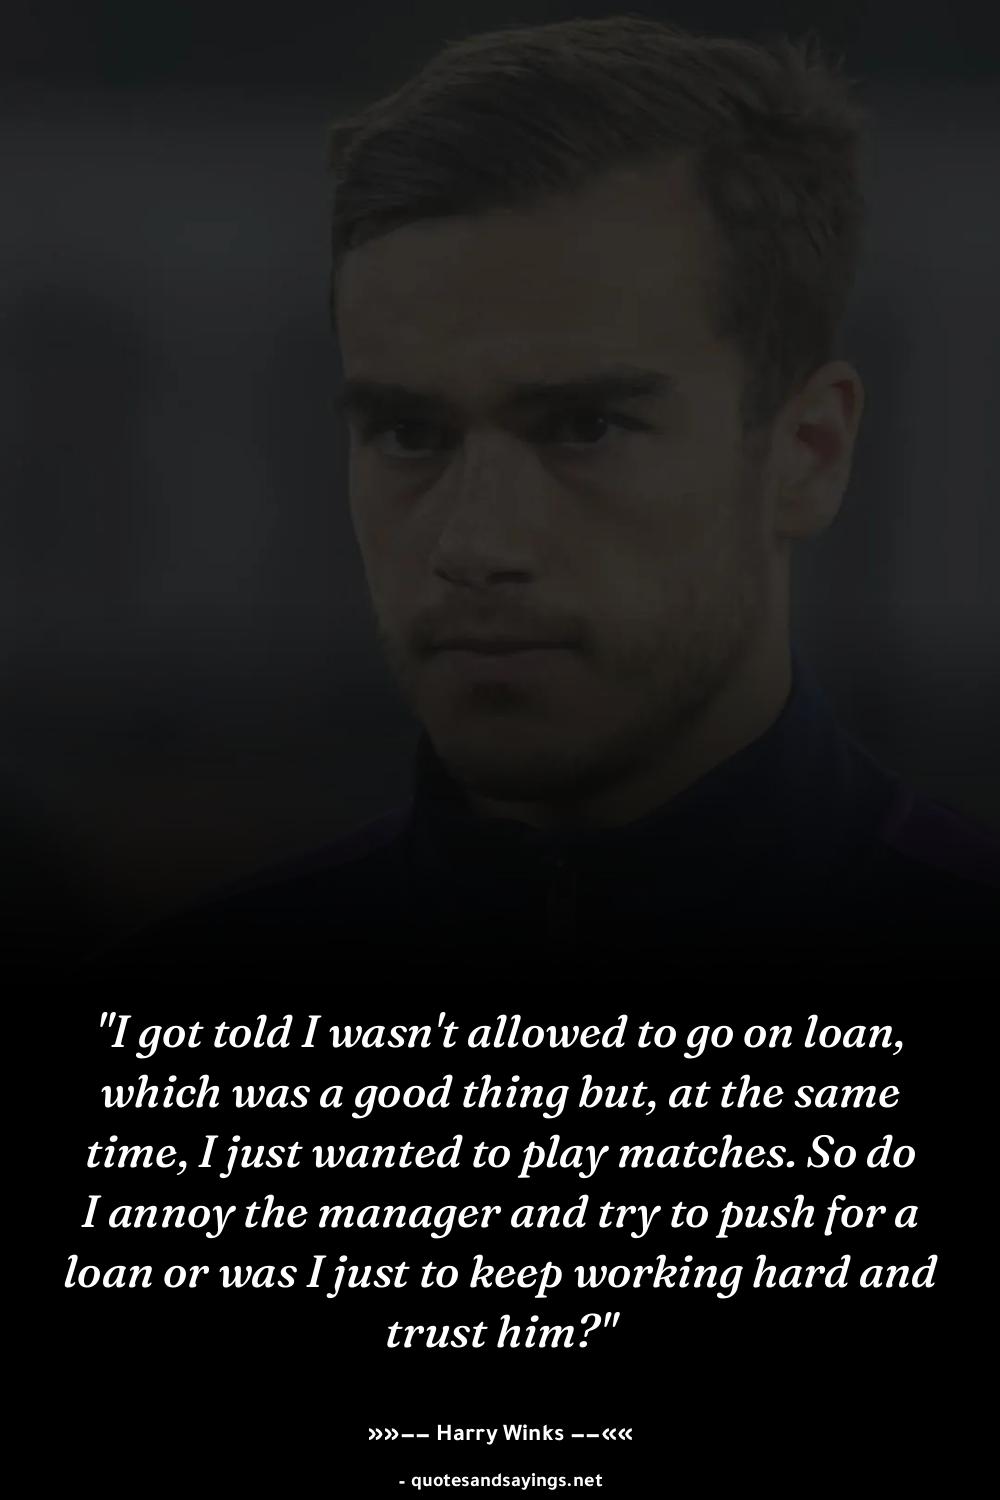 "I got told I wasn't allowed to go on loan,
which was a good thing but, at the same
time, I just wanted to play matches. So do
I annoy the manager and try to push for a
loan or was I just to keep working hard and
trust him?"
»»-- Harry Winks --««
- quotesandsayings.net